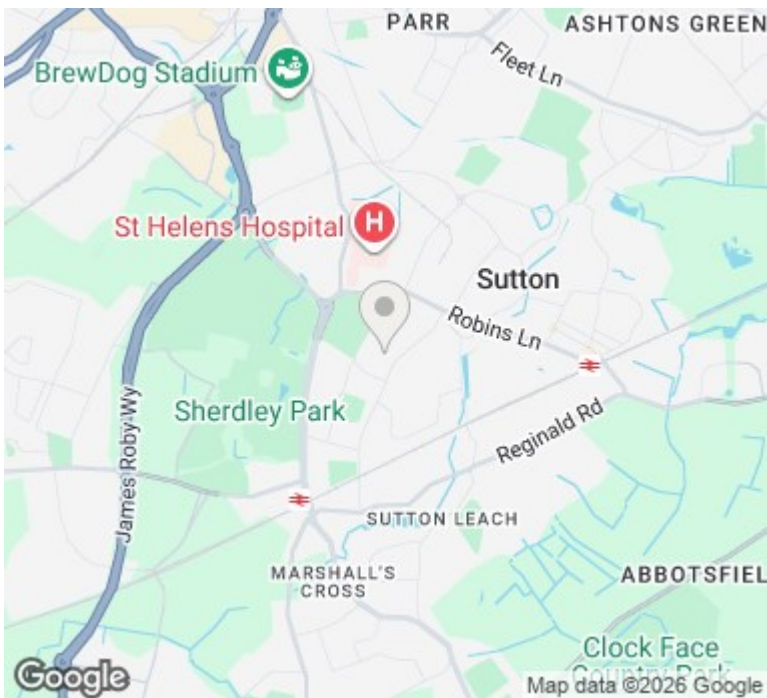 PARR
ASHTONS GREEN
BrewDog Stadium
Fleet Ln
St Helens Hospital
H
Sutton
Robins Ln
James Roby Wy
Sherdley Park
Reginald Rd
SUTTON LEACH
MARSHALL'S
CROSS
ABBOTSFIEL
Clock Face
Country Park
Google
Map data ©2026 Google